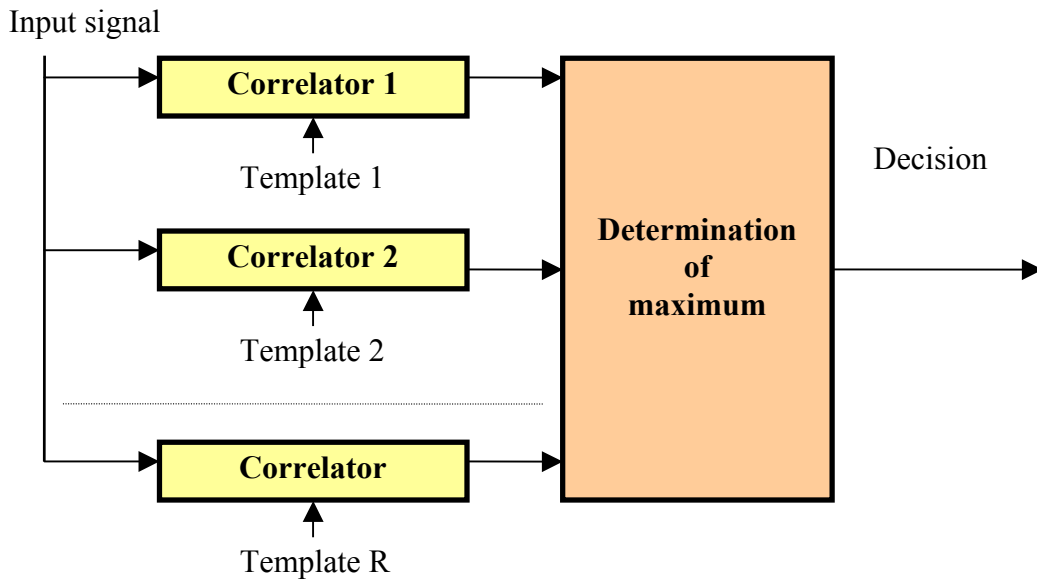 Input signal
Correlator 1
Template 1
Decision
Correlator 2
Determination
of
maximum
Template 2
Correlator
Template R